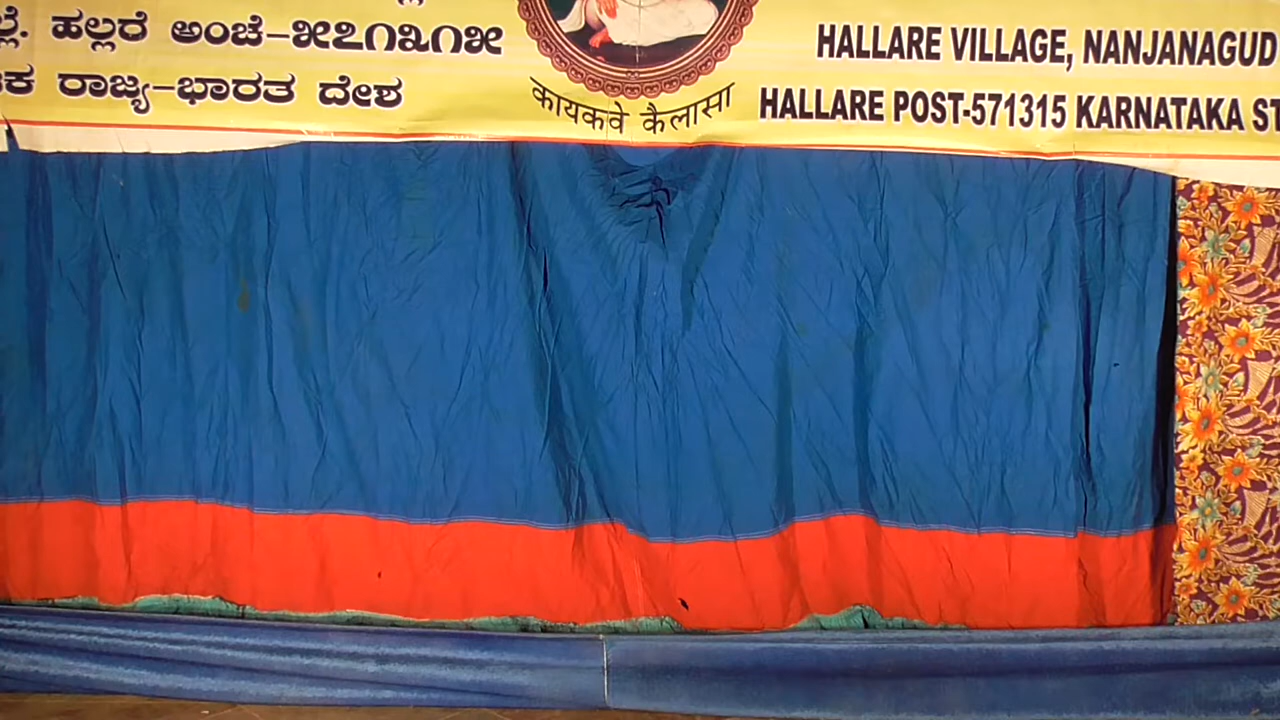 ಲ್ಲೆ. ಹಲ್ಲರೆ ಅಂಚೆ-೫೭೧೩೧೫
ರಾಜ್ಯ-ಭಾರತ ದೇಶ
कायकवे कैलासा
HALLARE VILLAGE, NANJANAGUD
HALLARE POST-571315 KARNATAKA ST